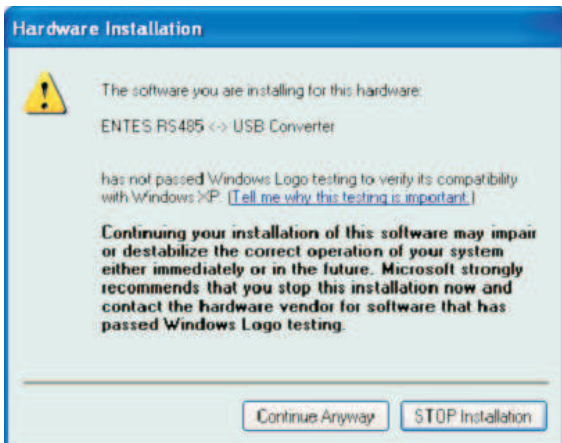 Hardware Installation
The software you are installing for this hardware:
ENTES RS485 <-> USB Converter
has not passed Windows Logo testing to verify its compatibility
with Windows XP. (Tell me why this testing is important.)
Continuing your installation of this software may impair
or destabilize the correct operation of your system
either immediately or in the future. Microsoft strongly
recommends that you stop this installation now and
contact the hardware vendor for software that has
passed Windows Logo testing.
Continue Anyway
STOP Installation